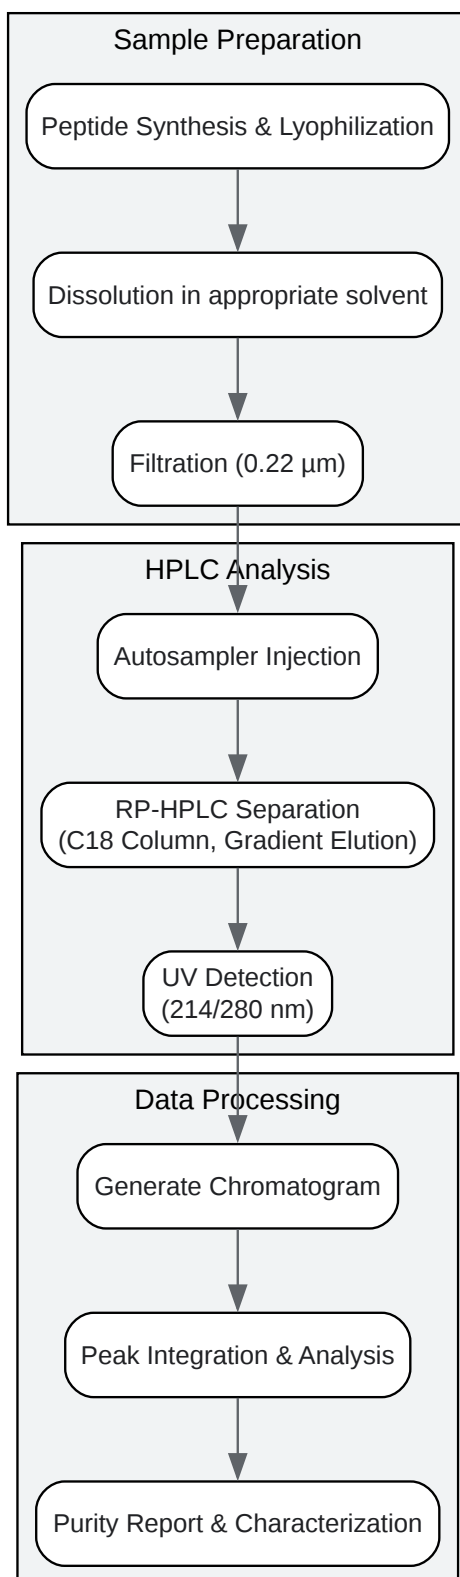 Sample Preparation
Peptide Synthesis & Lyophilization
Dissolution in appropriate solvent
Filtration (0.22 µm)
HPLC Analysis
Autosampler Injection
RP-HPLC Separation
(C18 Column, Gradient Elution)
UV Detection
(214/280 nm)
Data Processing
Generate Chromatogram
Peak Integration & Analysis
Purity Report & Characterization